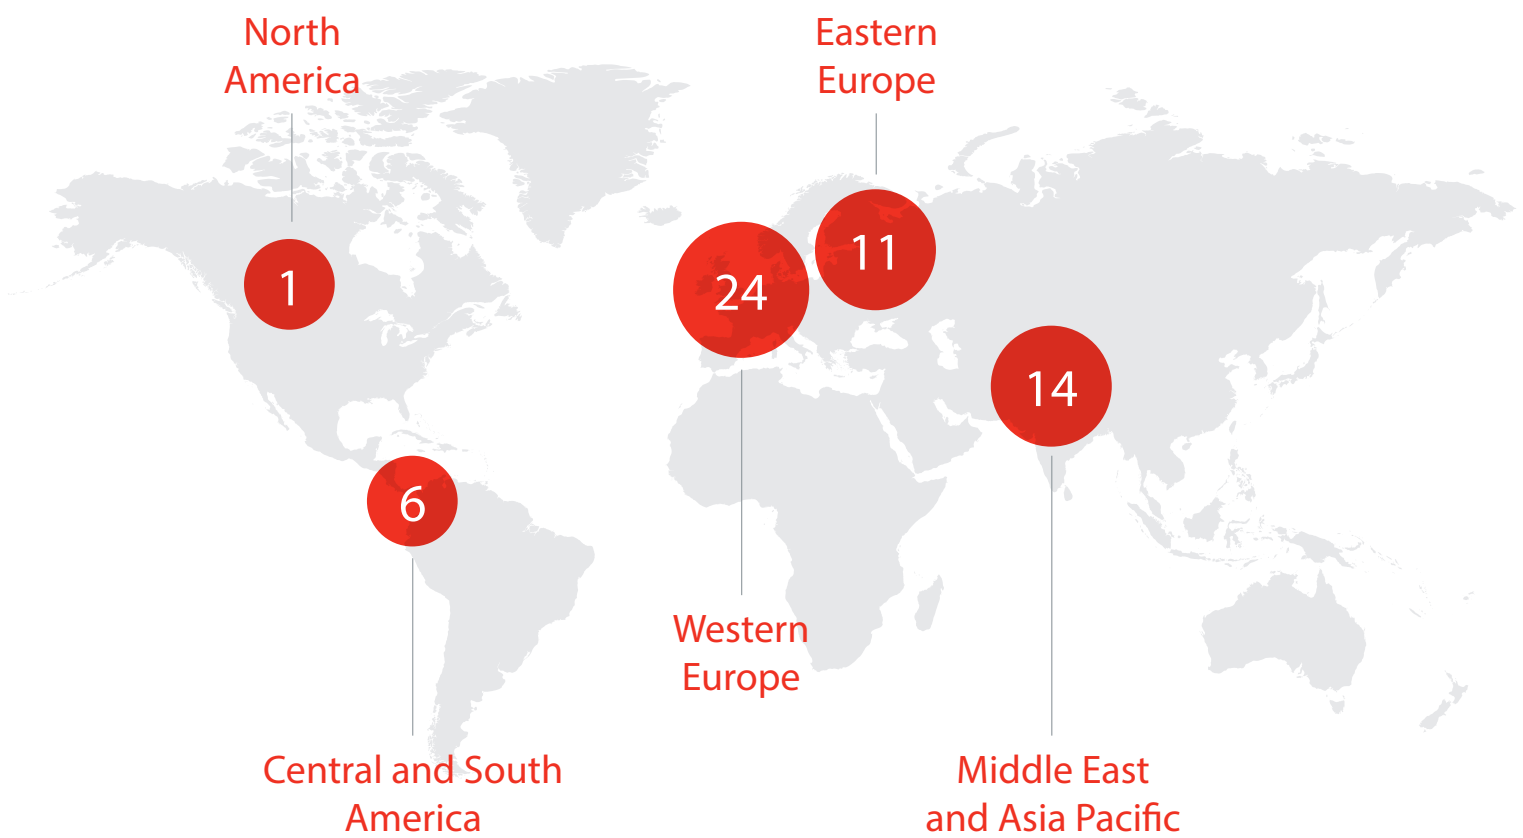 North
America
Eastern
Europe
11
1
24
14
6
Western
Europe
Central and South
America
Middle East
and Asia Pacific